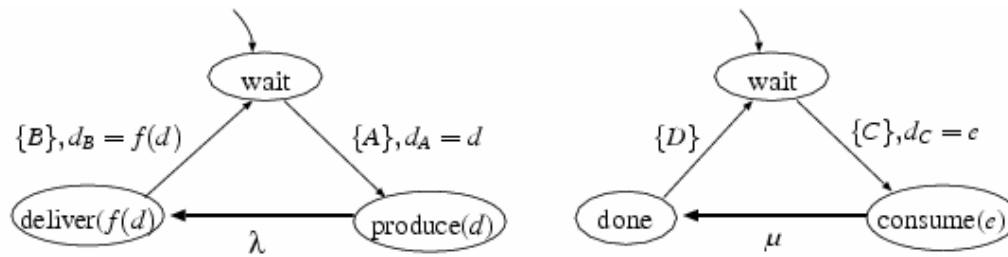 wait
{B}, d_B = f(d)
{A}, d_A = d
deliver(f(d)
λ
produce(d)
wait
{D}
{C}, d_C = e
done
μ
consume(e)